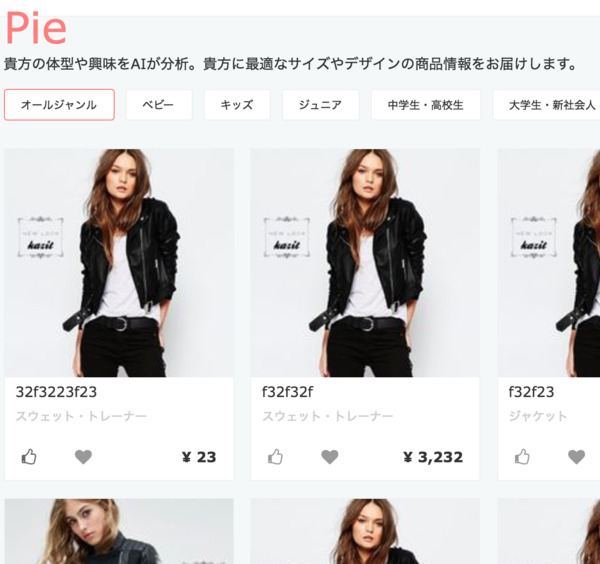 Pie
貴方の体型や興味をAIが分析。貴方に最適なサイズやデザインの商品情報をお届けします。
オールジャンル ベビー キッズ ジュニア 中学生・高校生 大学生・新社会人
NEW LOOK NEW LOOK NEW LOOK
kazit kazit kazit
32f3223f23 f32f32f f32f23
スウェット・トレーナー スウェット・トレーナー ジャケット
¥ 23 ¥ 3,232